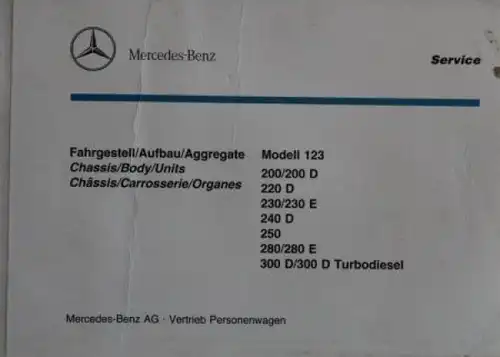 Mercedes-Benz
Service
Fahrgestell/Aufbau/Aggregate
Chassis/Body/Units
Châssis/Carrosserie/Organes
Modell 123
200/200 D
220 D
230/230 E
240 D
250
280/280 E
300 D/300 D Turbodiesel
Mercedes-Benz AG · Vertrieb Personenwagen